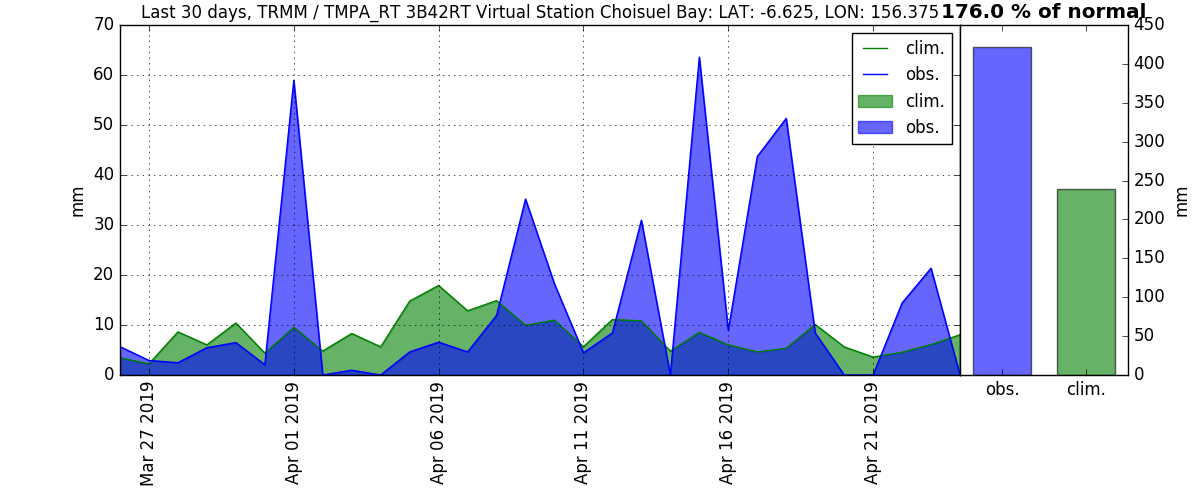 Last 30 days, TRMM / TMPA_RT 3B42RT Virtual Station Choisuel Bay: LAT: -6.625, LON: 156.375
176.0 % of normal
70
60
50
40
30
20
10
0
mm
clim.
obs.
clim.
obs.
Mar 27 2019
Apr 01 2019
Apr 06 2019
Apr 11 2019
Apr 16 2019
Apr 21 2019
450
400
350
300
250
200
150
100
50
0
mm
obs.
clim.